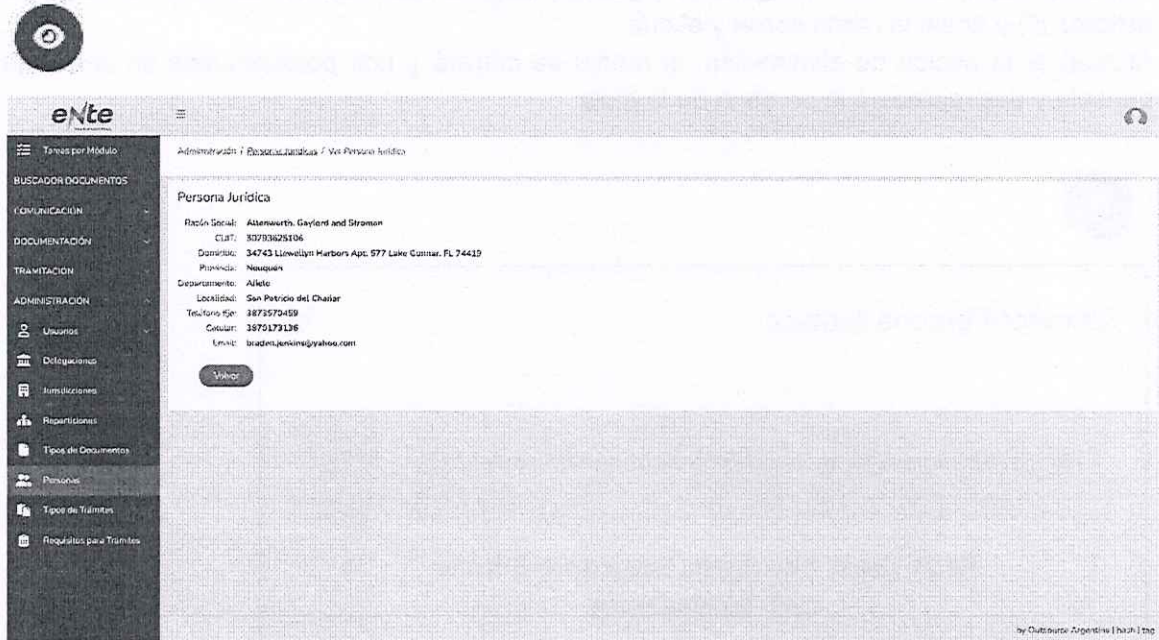 eNte
Tareas por Módulo
Administración / Personas Jurídicas / Ver Persona Jurídica
BUSCADOR DOCUMENTOS
COMUNICACIÓN
DOCUMENTACIÓN
TRAMITACIÓN
ADMINISTRACIÓN
Usuarios
Delegaciones
Jurisdicciones
Reparticiones
Tipos de Documentos
Personas
Tipos de Trámites
Requisitos para Trámites
Persona Jurídica
Razón Social: Altenwerth, Gaylord and Stroman
CUIT: 30793625106
Domicilio: 34743 Llewellyn Harbors Apt. 577 Lake Connar, FL 74419
Provincia: Neuquén
Departamento: Añelo
Localidad: San Patricio del Chañar
Teléfono fijo: 3873570459
Celular: 3870173136
Email: braden.jenkins@yahoo.com
Volver
by Outsource Argentina | hash | tag